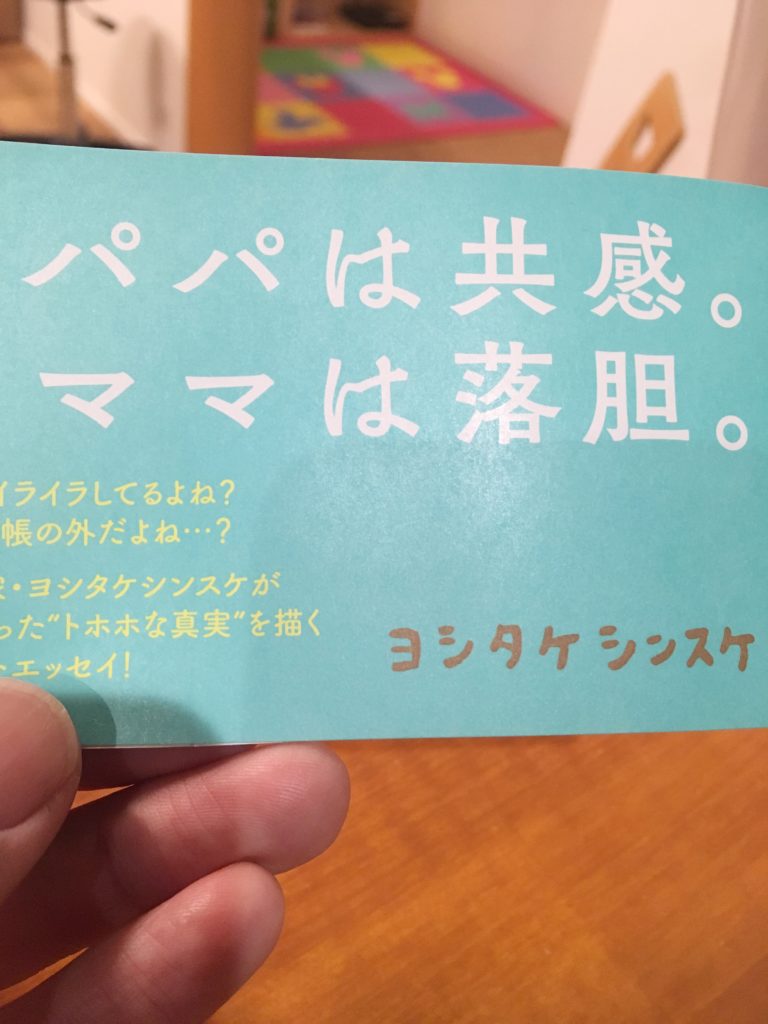 パパは共感。
ママは落胆。
イライラしてるよね?
帳の外だよね…?
・ヨシタケシンスケが
った"トホホな真実"を描く
エッセイ!
ヨシタケシンスケ